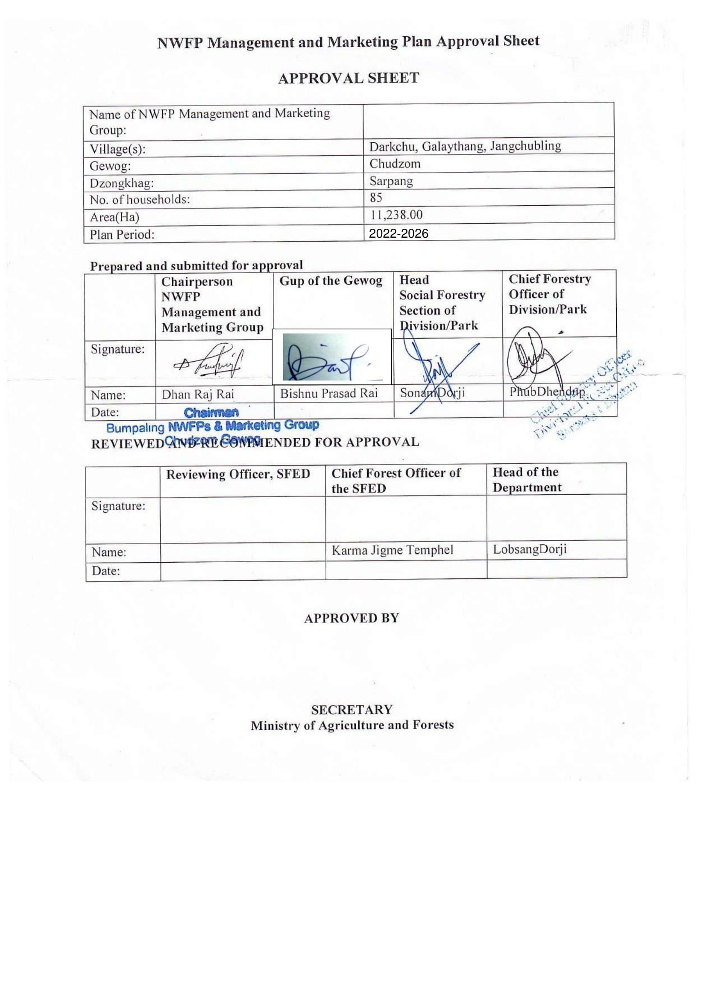 NWFP Management and Marketing Plan Approval Sheet
APPROVAL SHEET
Name of NWFP Management and Marketing
Group:
Village(s): Darkchu, Galaythang, Jangchubling
Gewog: Chudzom
Dzongkhag: Sarpang
No. of households: 85
Area(Ha) 11,238.00
Plan Period: 2022-2026
Prepared and submitted for approval
Chairperson
NWFP
Management and
Marketing Group
Gup of the Gewog
Head
Social Forestry
Section of
Division/Park
Chief Forestry
Officer of
Division/Park
Signature:
Name: Dhan Raj Rai Bishnu Prasad Rai SonamDorji PhubDhendup
Date:
Chairman
Bumpaling NWFPs & Marketing Group
Chudzom Gewog
Chief Forestry Officer
Divisional Forest Office
Sarpang : Bhutan
REVIEWED AND RECOMMENDED FOR APPROVAL
Reviewing Officer, SFED
Chief Forest Officer of
the SFED
Head of the
Department
Signature:
Name: Karma Jigme Temphel LobsangDorji
Date:
APPROVED BY
SECRETARY
Ministry of Agriculture and Forests